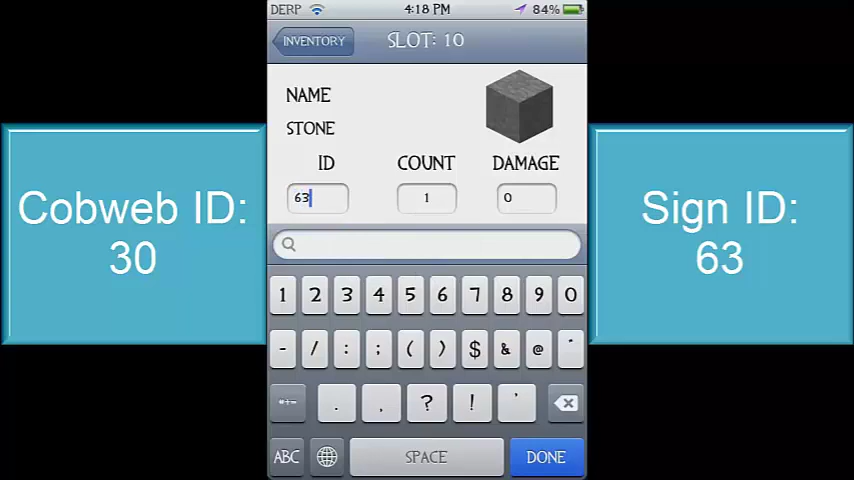 DERP 4:18 PM 84%
INVENTORY SLOT: 10
NAME
STONE
ID COUNT DAMAGE
63 1 0
Cobweb ID:
30
Sign ID:
63
1 2 3 4 5 6 7 8 9 0
- / : ; ( ) $ & @
. , ? ! '
ABC SPACE DONE